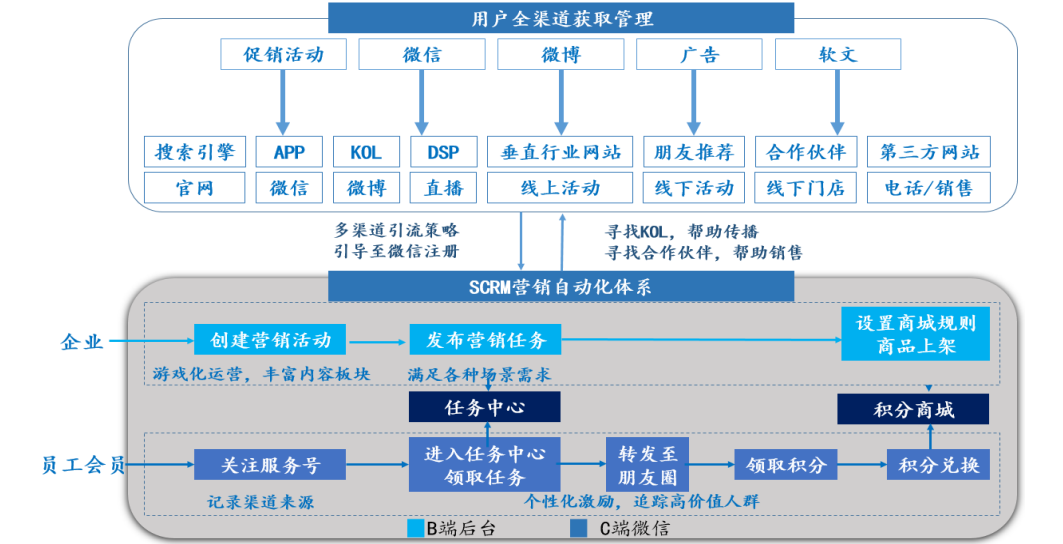 用户全渠道获取管理
促销活动 微信 微博 广告 软文
搜索引擎 APP KOL DSP 垂直行业网站 朋友推荐 合作伙伴 第三方网站
官网 微信 微博 直播 线上活动 线下活动 线下门店 电话/销售
多渠道引流策略
引导至微信注册
寻找KOL，帮助传播
寻找合作伙伴，帮助销售
SCRM营销自动化体系
企业 创建营销活动 发布营销任务
设置商城规则
商品上架
游戏化运营，丰富内容板块 满足各种场景需求
任务中心 积分商城
员工会员 关注服务号
进入任务中心
领取任务
转发至
朋友圈
领取积分 积分兑换
记录渠道来源 个性化激励，追踪高价值人群
B端后台 C端微信